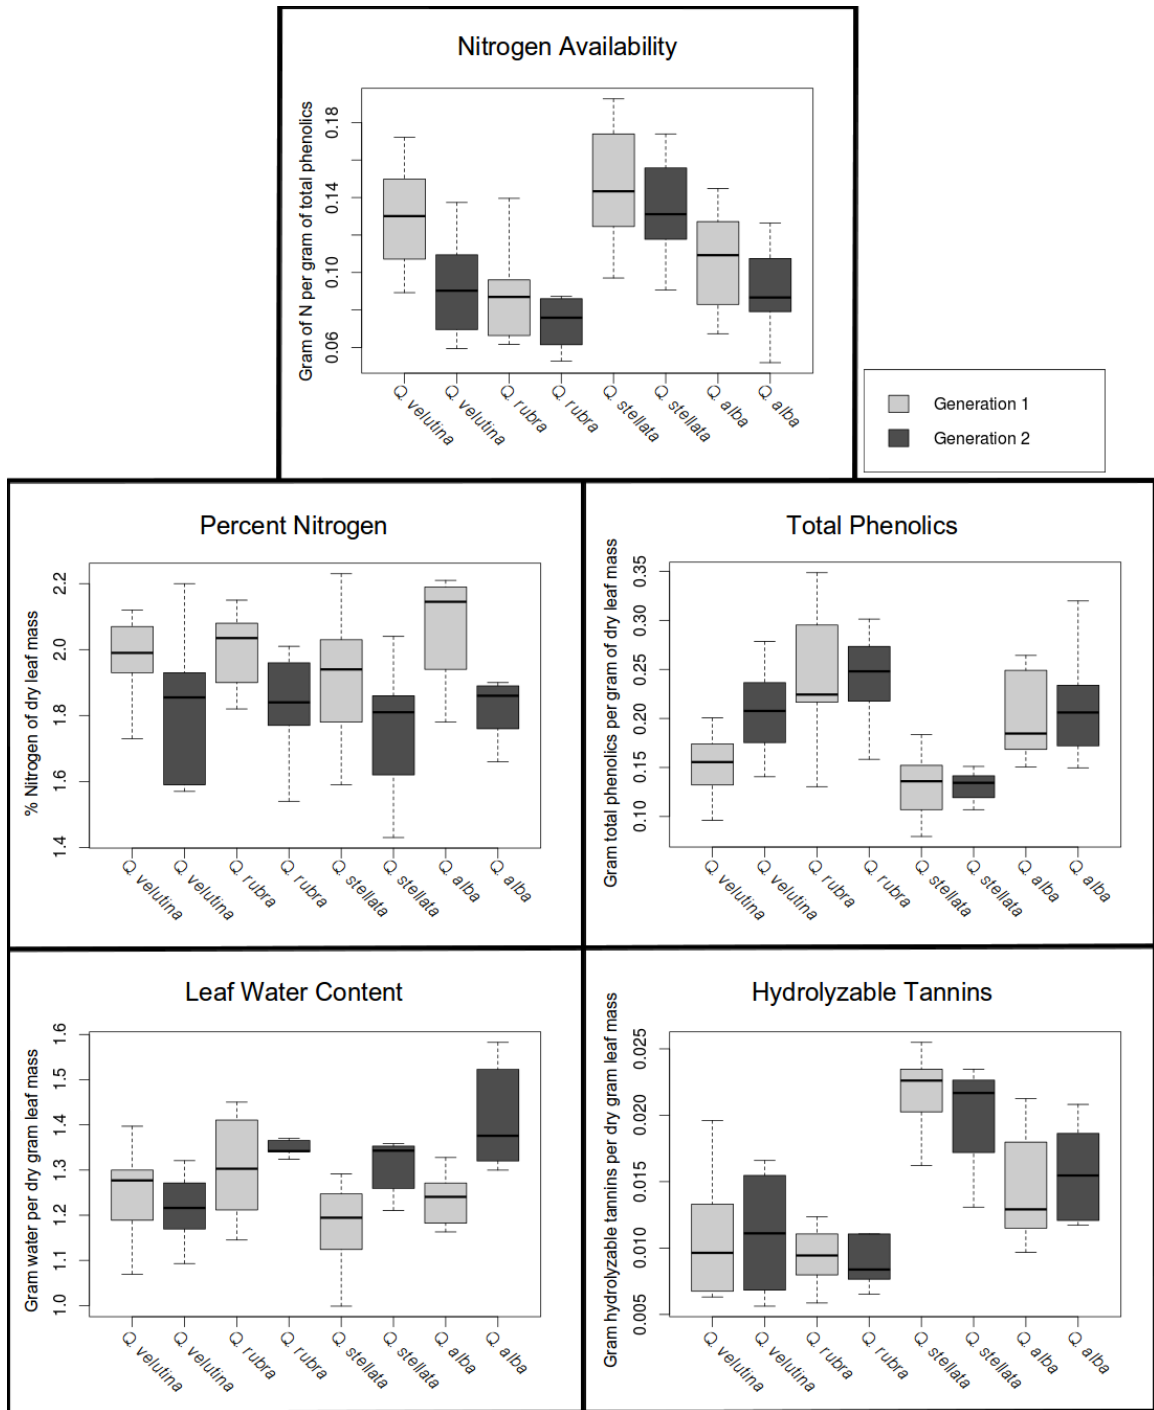 Nitrogen Availability
Gram of N per gram of total phenolics
0.18
0.14
0.10
0.06
Q. velutina
Q. velutina
Q. rubra
Q. rubra
Q. stellata
Q. stellata
Q. alba
Q. alba
Generation 1
Generation 2
Percent Nitrogen
% Nitrogen of dry leaf mass
2.2
2.0
1.8
1.6
1.4
Q. velutina
Q. velutina
Q. rubra
Q. rubra
Q. stellata
Q. stellata
Q. alba
Q. alba
Total Phenolics
Gram total phenolics per gram of dry leaf mass
0.35
0.30
0.25
0.20
0.15
0.10
Q. velutina
Q. velutina
Q. rubra
Q. rubra
Q. stellata
Q. stellata
Q. alba
Q. alba
Leaf Water Content
Gram water per dry gram leaf mass
1.6
1.5
1.4
1.3
1.2
1.1
1.0
Q. velutina
Q. velutina
Q. rubra
Q. rubra
Q. stellata
Q. stellata
Q. alba
Q. alba
Hydrolyzable Tannins
Gram hydrolyzable tannins per dry gram leaf mass
0.025
0.020
0.015
0.010
0.005
Q. velutina
Q. velutina
Q. rubra
Q. rubra
Q. stellata
Q. stellata
Q. alba
Q. alba